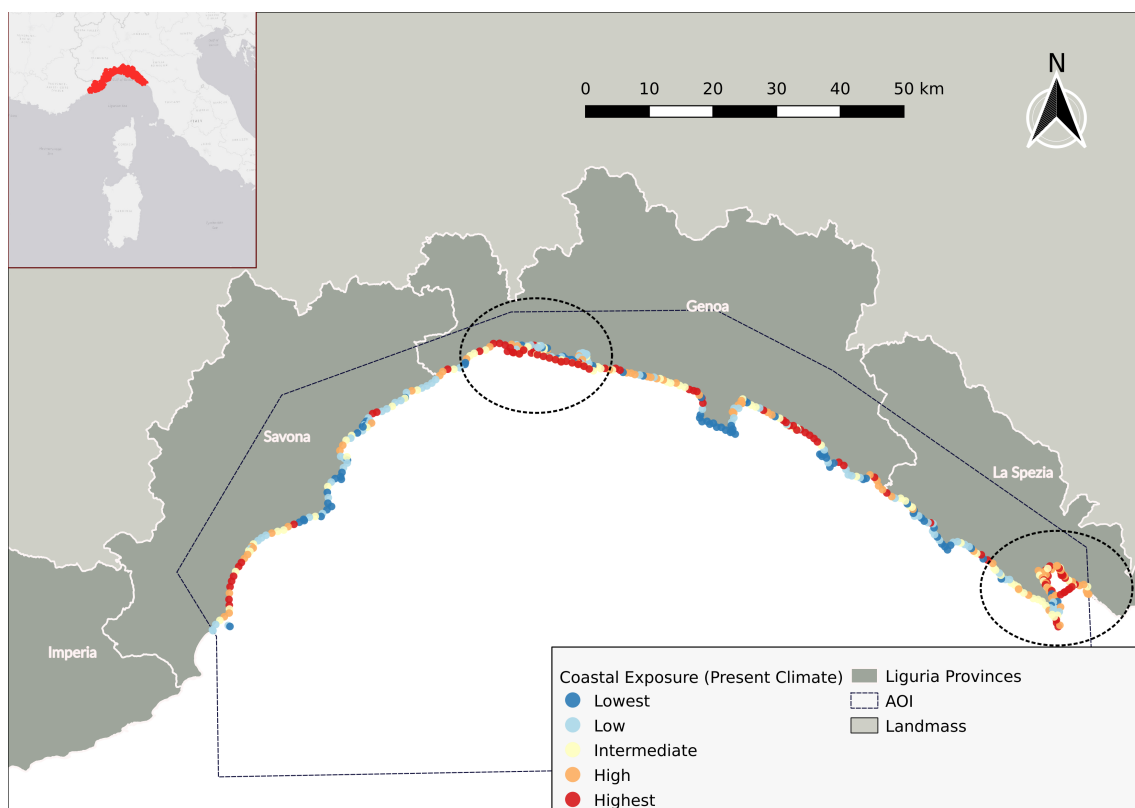 N
0 10 20 30 40 50 km
Genoa
Savona
La Spezia
Imperia
Coastal Exposure (Present Climate)
Lowest
Low
Intermediate
High
Highest
Liguria Provinces
AOI
Landmass